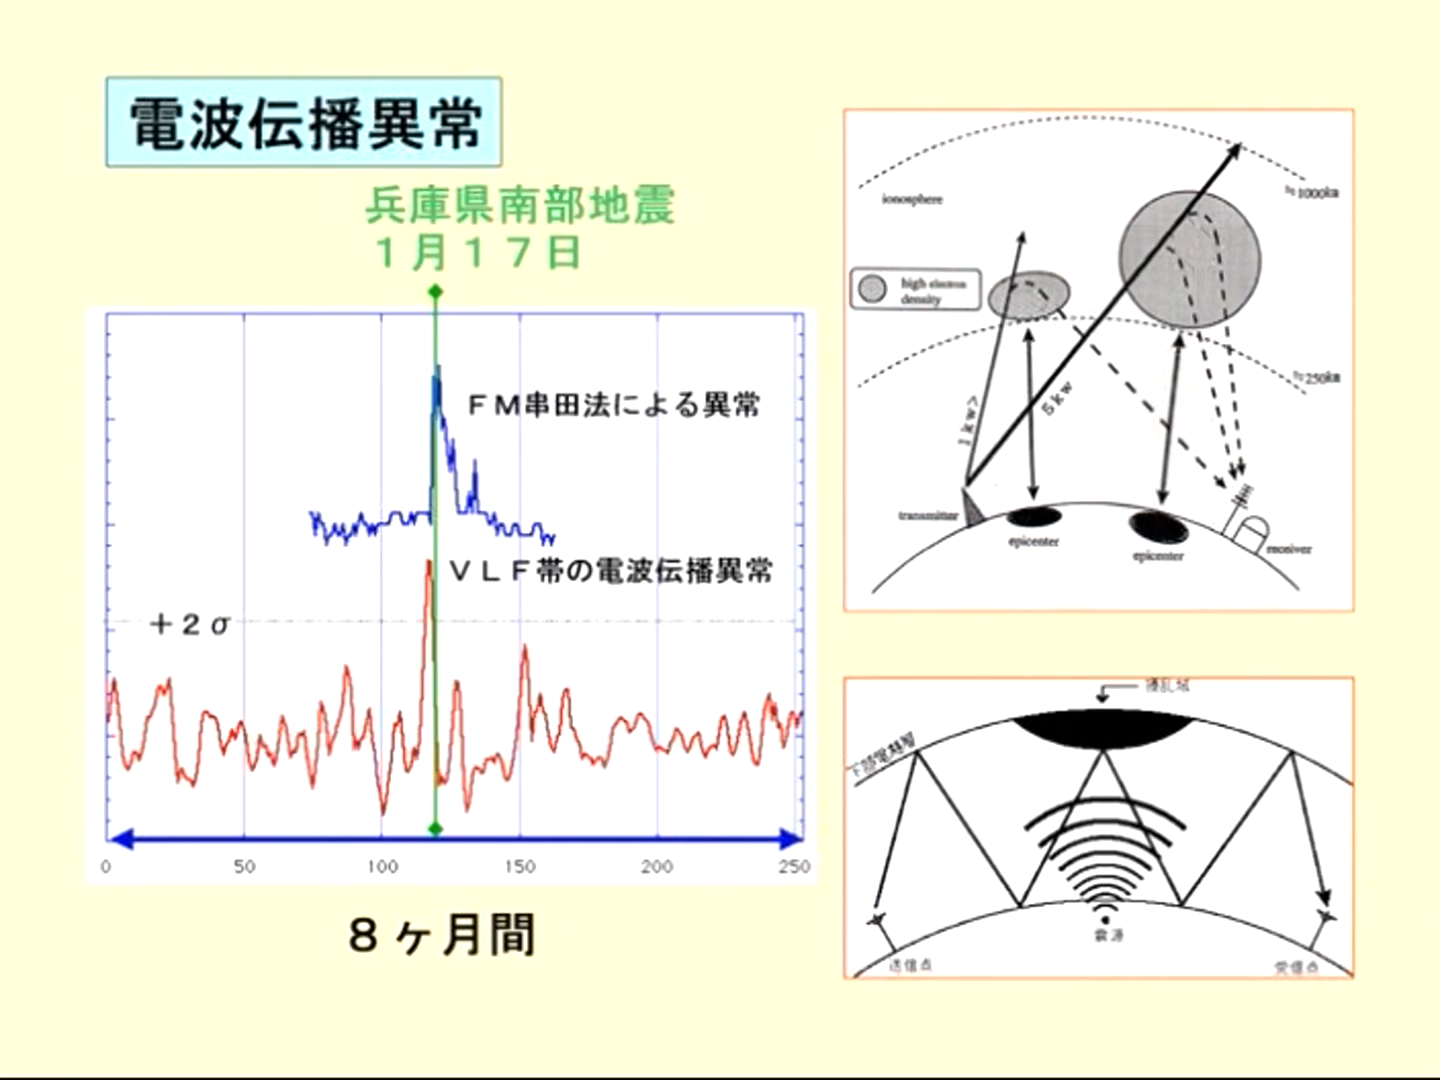 電波伝播異常
兵庫県南部地震
１月１７日
ＦＭ串田法による異常
ＶＬＦ帯の電波伝播異常
＋２σ
0 50 100 150 200 250
８ヶ月間
ionosphere
≒1000km
high electron
density
≒250km
1kw>
5kw
transmitter
epicenter
epicenter
receiver
擾乱域
下部電離層
震源
送信点
受信点